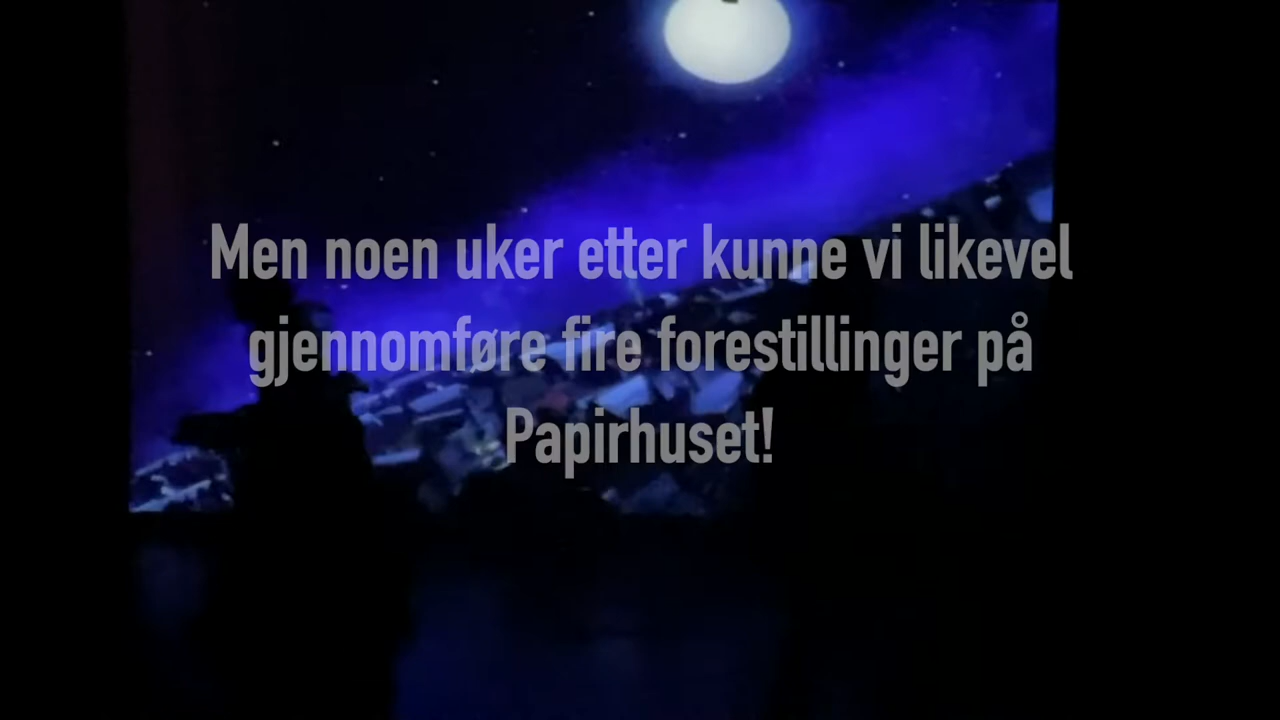 Men noen uker etter kunne vi likevel
gjennomføre fire forestillinger på
Papirhuset!